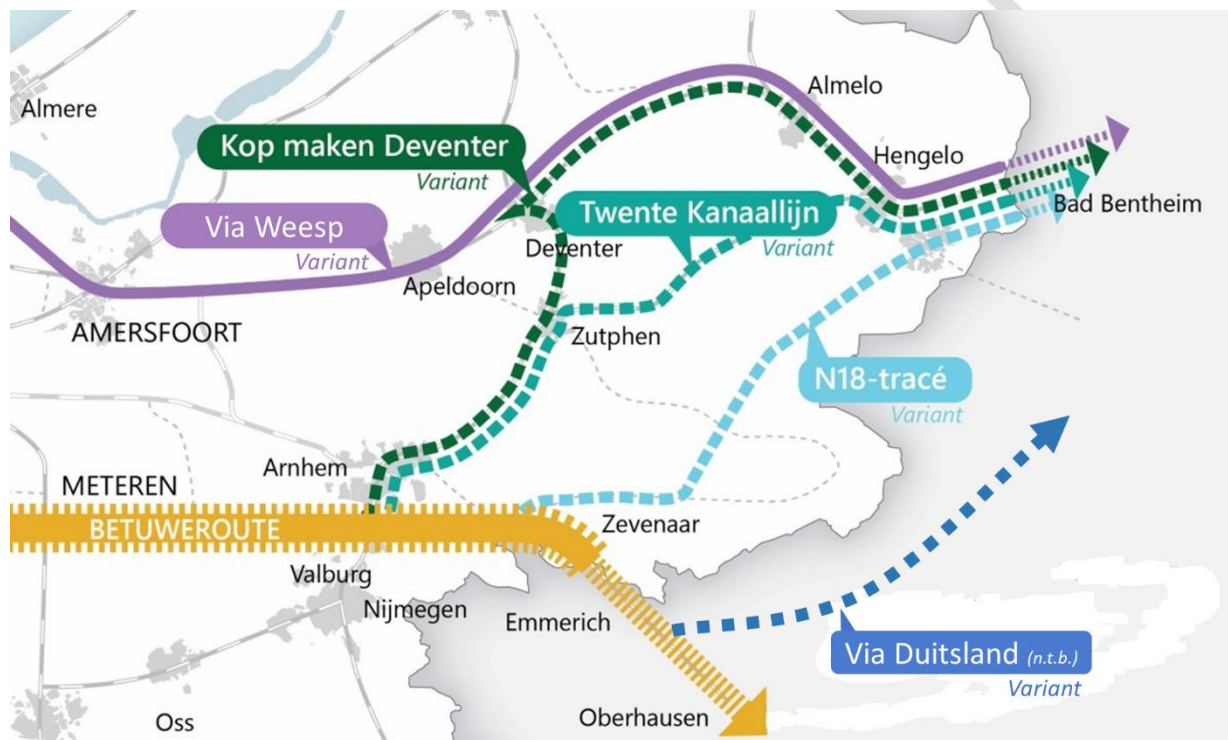 Almere
Almelo
Kop maken Deventer
Variant
Hengelo
Via Weesp
Variant
Twente Kanaallijn
Variant
Bad Bentheim
Deventer
Apeldoorn
AMERSFOORT
Zutphen
N18-tracé
Variant
Arnhem
METEREN
BETUWEROUTE
Zevenaar
Valburg
Nijmegen
Emmerich
Via Duitsland (n.t.b.)
Variant
Oss
Oberhausen